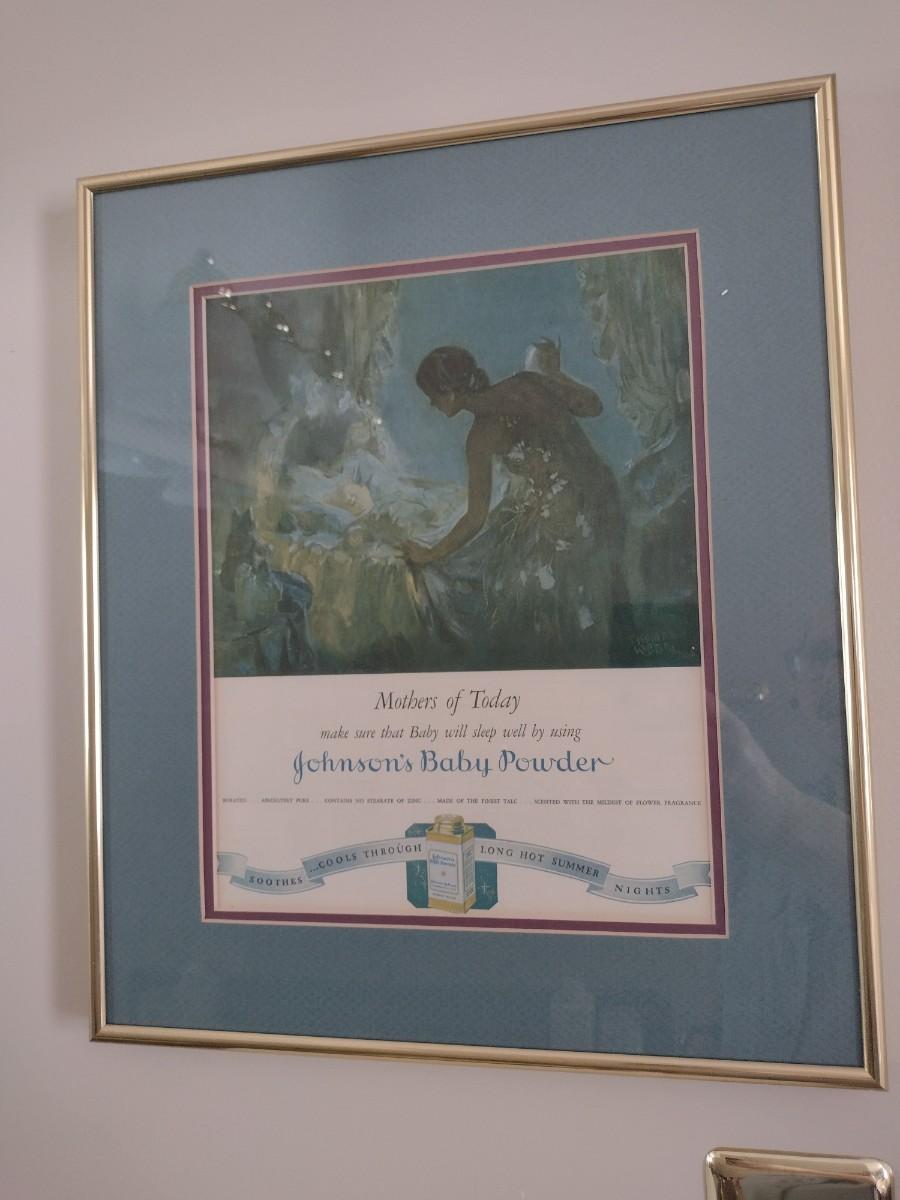 Mothers of Today
make sure that Baby will sleep well by using
Johnson's Baby Powder
BORATED . . . ABSOLUTELY PURE . . . CONTAINS NO STEARATE OF ZINC . . . MADE OF THE FINEST TALC . . . SCENTED WITH THE MILDEST OF FLOWER FRAGRANCE
SOOTHES ...COOLS THROUGH LONG HOT SUMMER NIGHTS
Johnson's